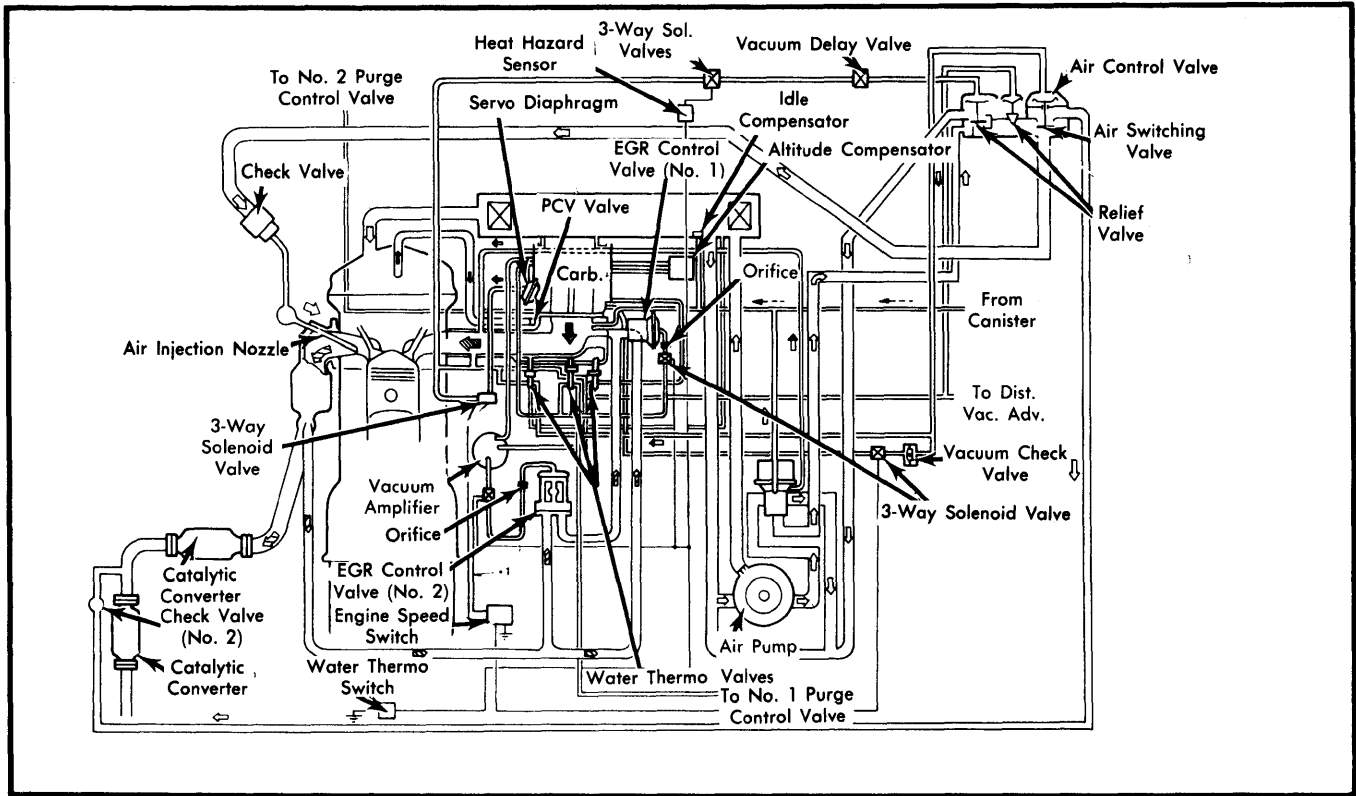 3-Way Sol.
Valves
Heat Hazard
Sensor
Vacuum Delay Valve
Air Control Valve
To No. 2 Purge
Control Valve
Servo Diaphragm
Idle
Compensator
EGR Control
Valve (No. 1)
Altitude Compensator
Air Switching
Valve
Check Valve
PCV Valve
Relief
Valve
Carb.
Orifice
From
Canister
Air Injection Nozzle
To Dist.
Vac. Adv.
3-Way
Solenoid
Valve
Vacuum Check
Valve
Vacuum
Amplifier
3-Way Solenoid Valve
Orifice
EGR Control
Valve (No. 2)
Catalytic
Converter
Check Valve
(No. 2)
Engine Speed
Switch
Air Pump
Catalytic
Converter
Water Thermo
Switch
Water Thermo Valves
To No. 1 Purge
Control Valve